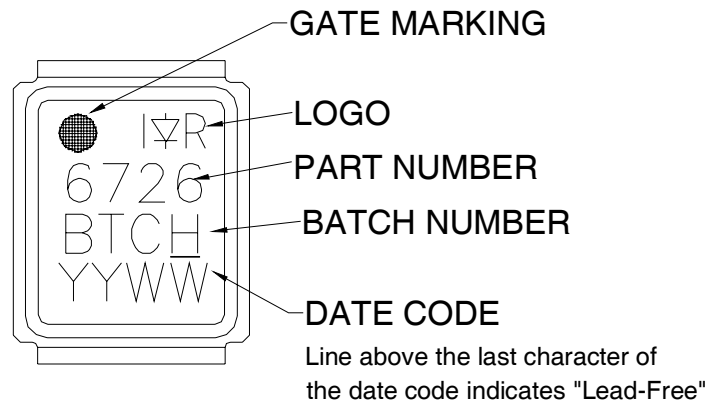 GATE MARKING
I R
LOGO
6726
PART NUMBER
BTCH
BATCH NUMBER
YYWW
DATE CODE
Line above the last character of
the date code indicates "Lead-Free"